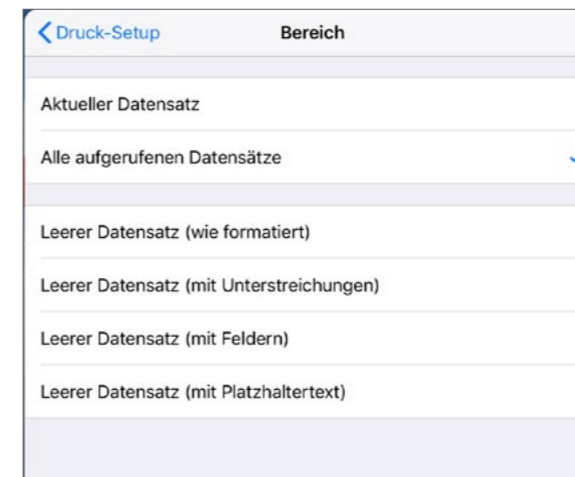 Druck-Setup Bereich
Aktueller Datensatz
Alle aufgerufenen Datensätze
Leerer Datensatz (wie formatiert)
Leerer Datensatz (mit Unterstreichungen)
Leerer Datensatz (mit Feldern)
Leerer Datensatz (mit Platzhaltertext)